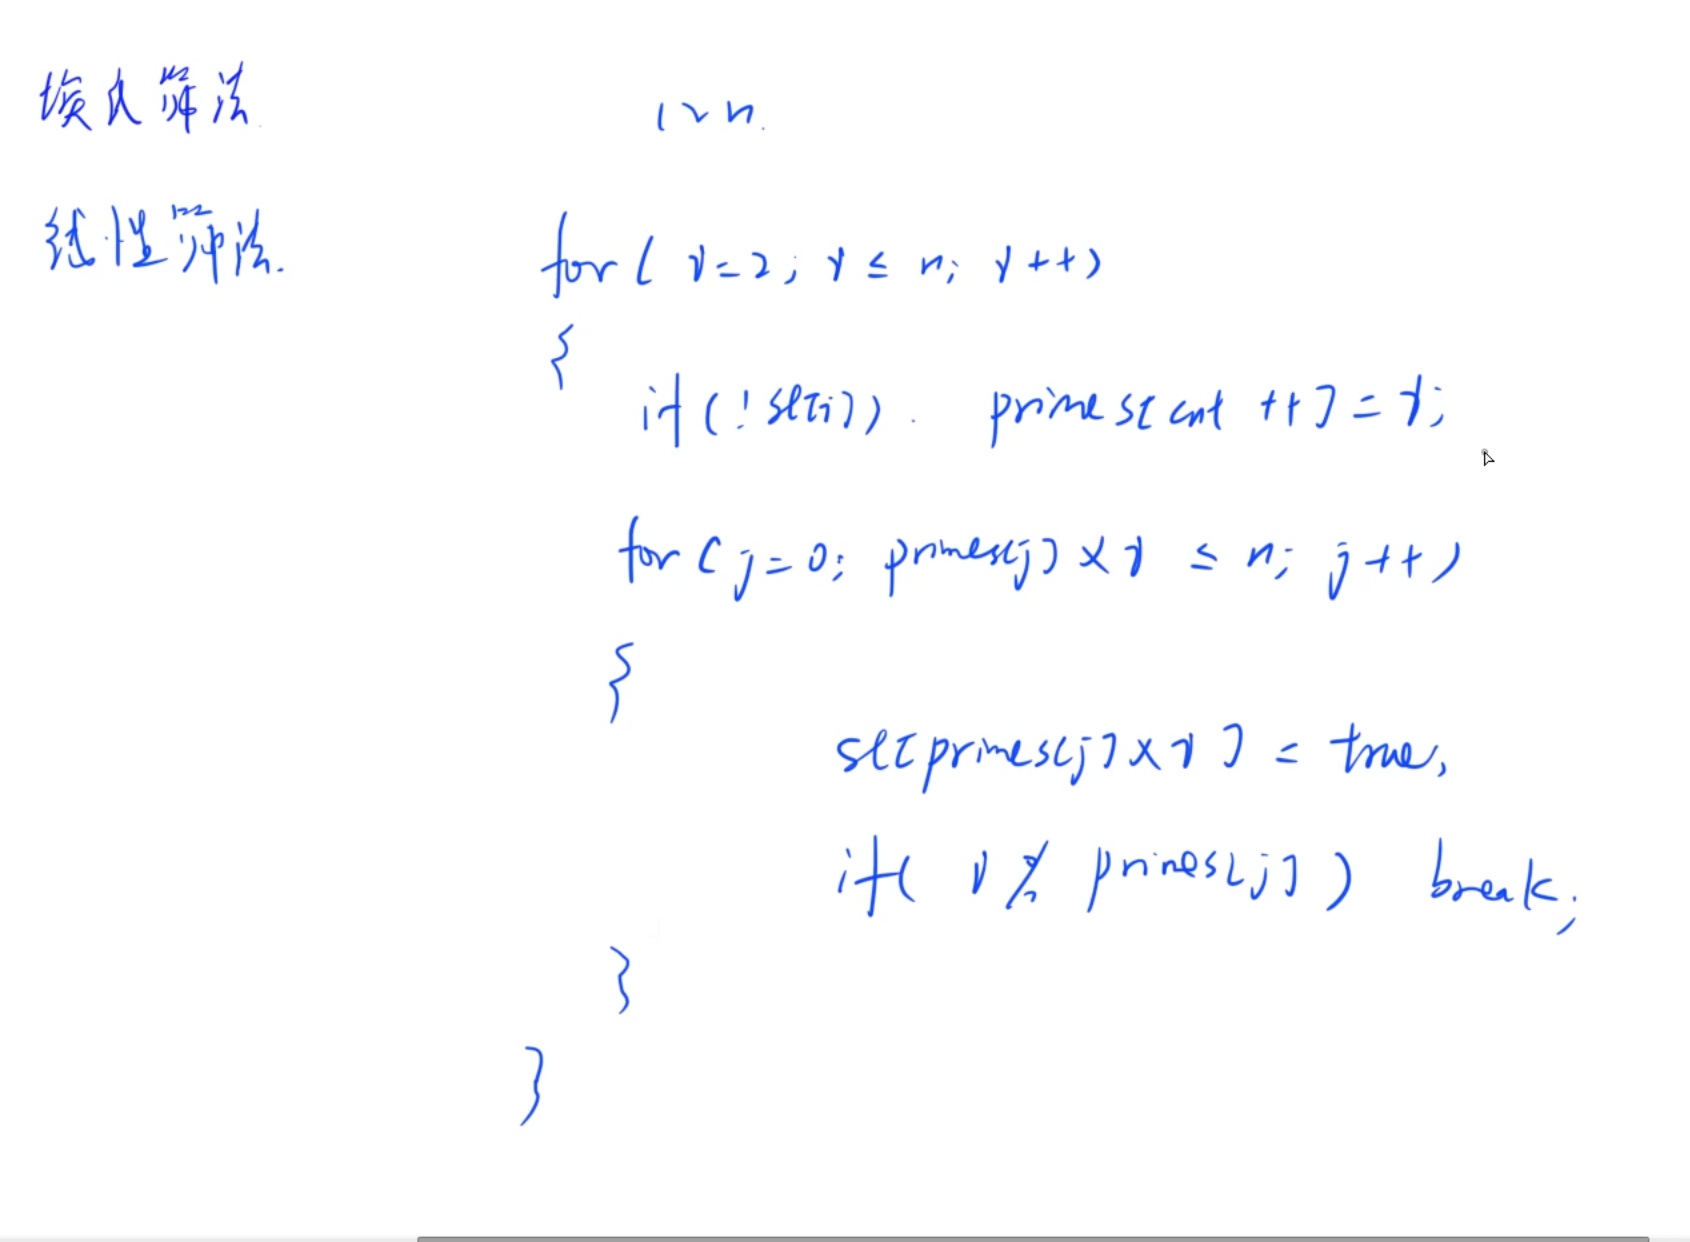 埃氏筛法
1~n.
线性筛法.
for( i=2; i≤n; i++)
{
if(!st[i]). primes[cnt++]=i;
for(j=0; primes[j]×i ≤ n; j++)
{
st[primes[j]×i] = true,
if( i % primes[j] ) break;
}
}